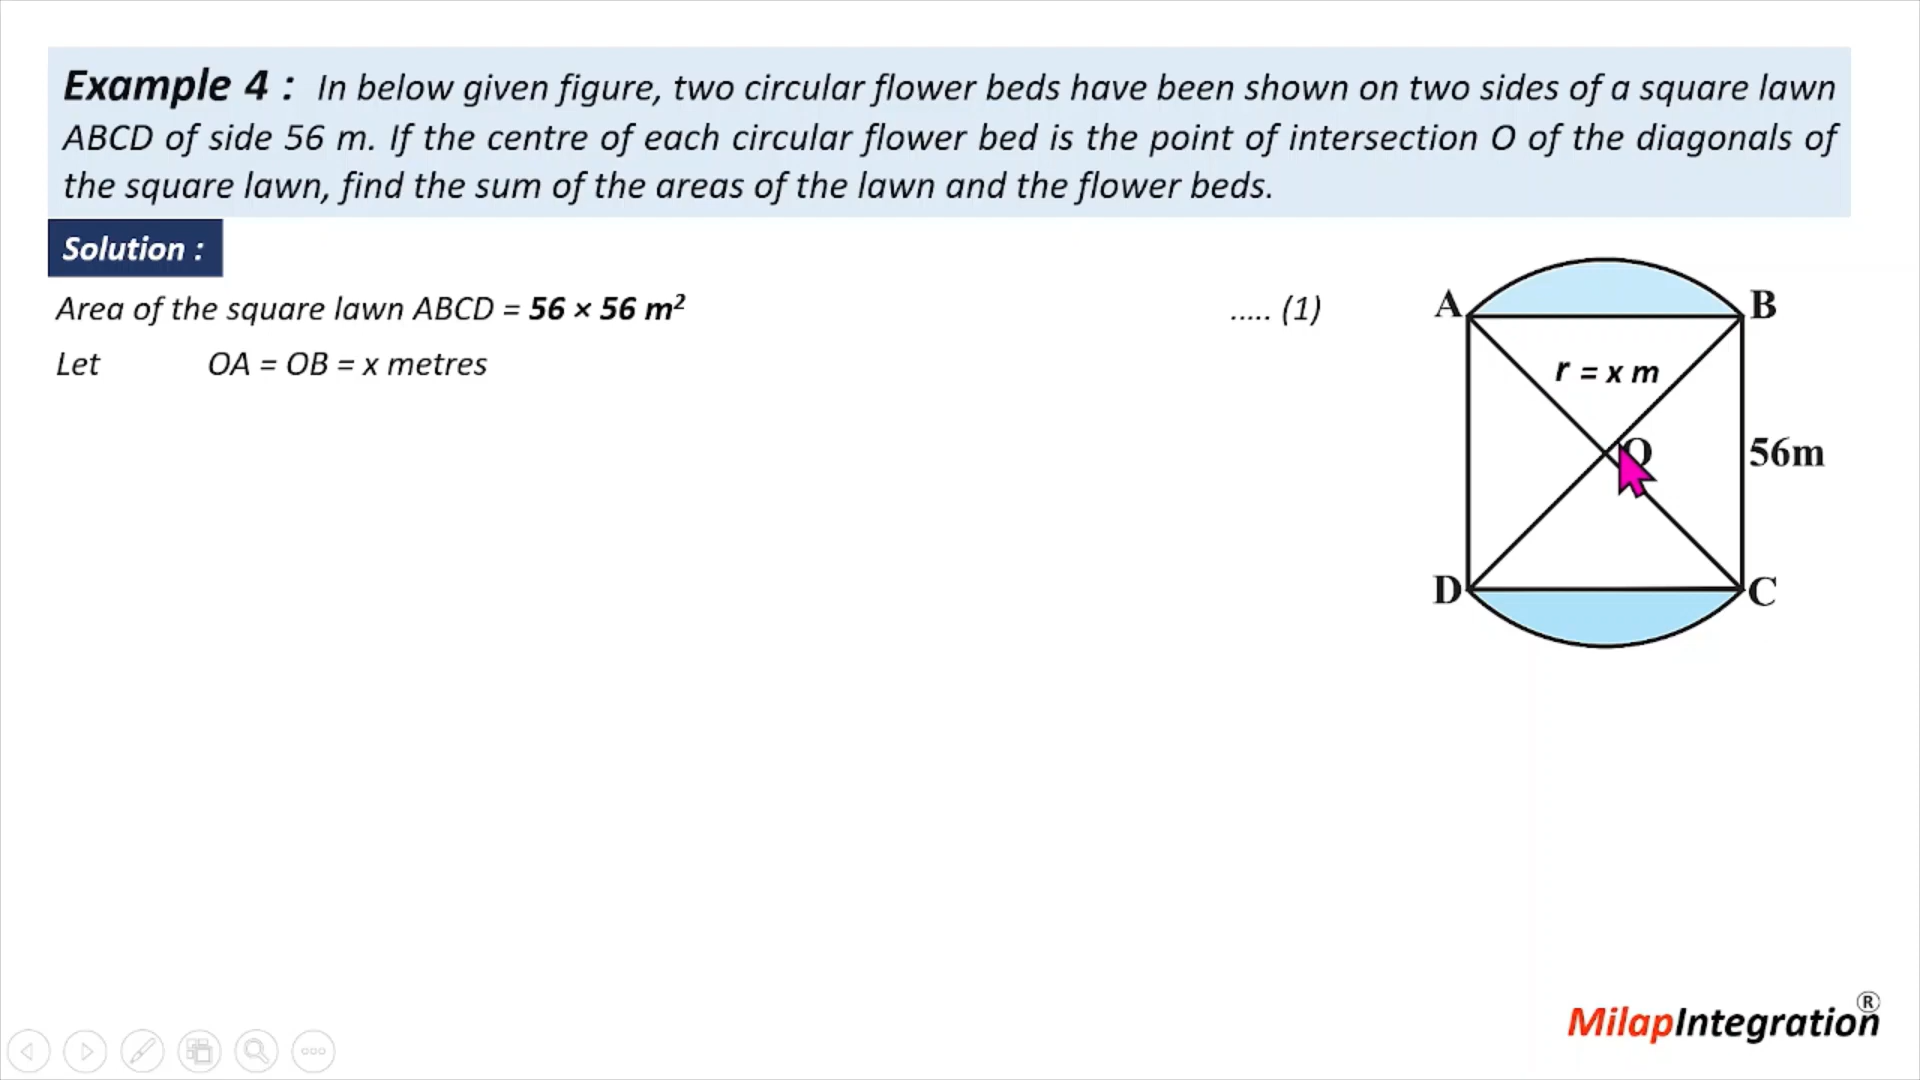 Example 4 : In below given figure, two circular flower beds have been shown on two sides of a square lawn
ABCD of side 56 m. If the centre of each circular flower bed is the point of intersection O of the diagonals of
the square lawn, find the sum of the areas of the lawn and the flower beds.
Solution :
Area of the square lawn ABCD = 56 × 56 m² ..... (1)
Let OA = OB = x metres
A
B
r = x m
O
56m
D
C
MilapIntegration®